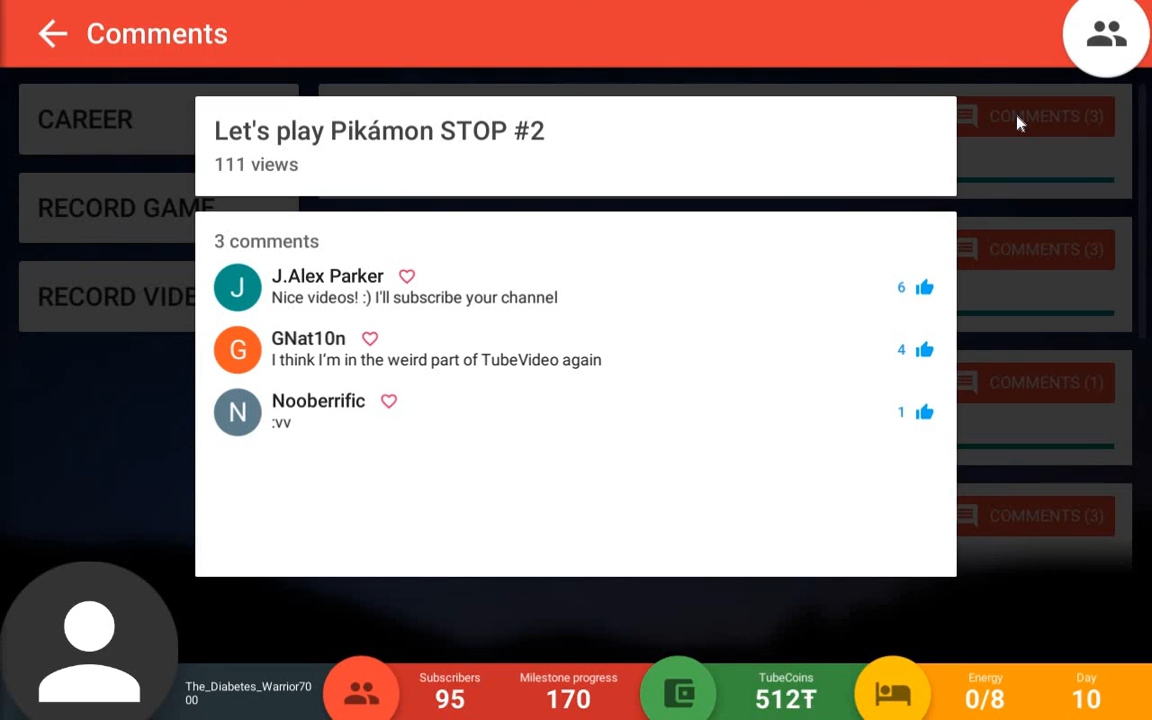 Comments
CAREER
COMMENTS (3)
Let's play Pikámon STOP #2
111 views
RECORD GAME
3 comments
COMMENTS (3)
J.Alex Parker
Nice videos! :) I'll subscribe your channel
6
RECORD VIDE
GNat10n
I think I'm in the weird part of TubeVideo again
4
COMMENTS (1)
Nooberrific
:vv
1
COMMENTS (3)
The_Diabetes_Warrior70
00
Subscribers
95
Milestone progress
170
TubeCoins
512Ŧ
Energy
0/8
Day
10